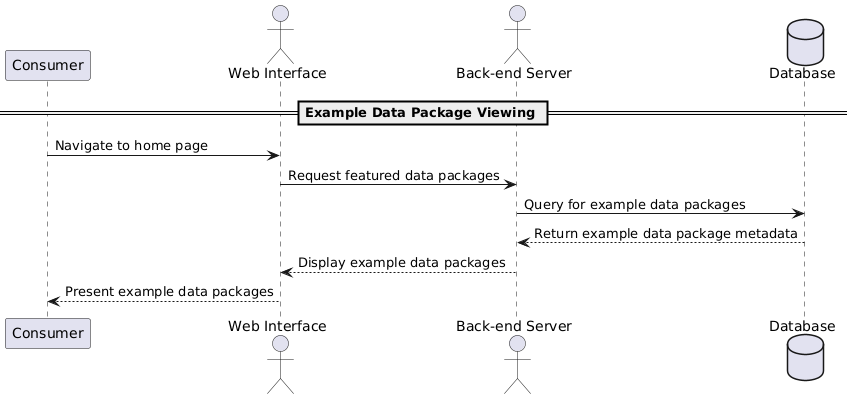 Consumer
Web Interface
Back-end Server
Database
Example Data Package Viewing
Navigate to home page
Request featured data packages
Query for example data packages
Return example data package metadata
Display example data packages
Present example data packages
Consumer
Web Interface
Back-end Server
Database